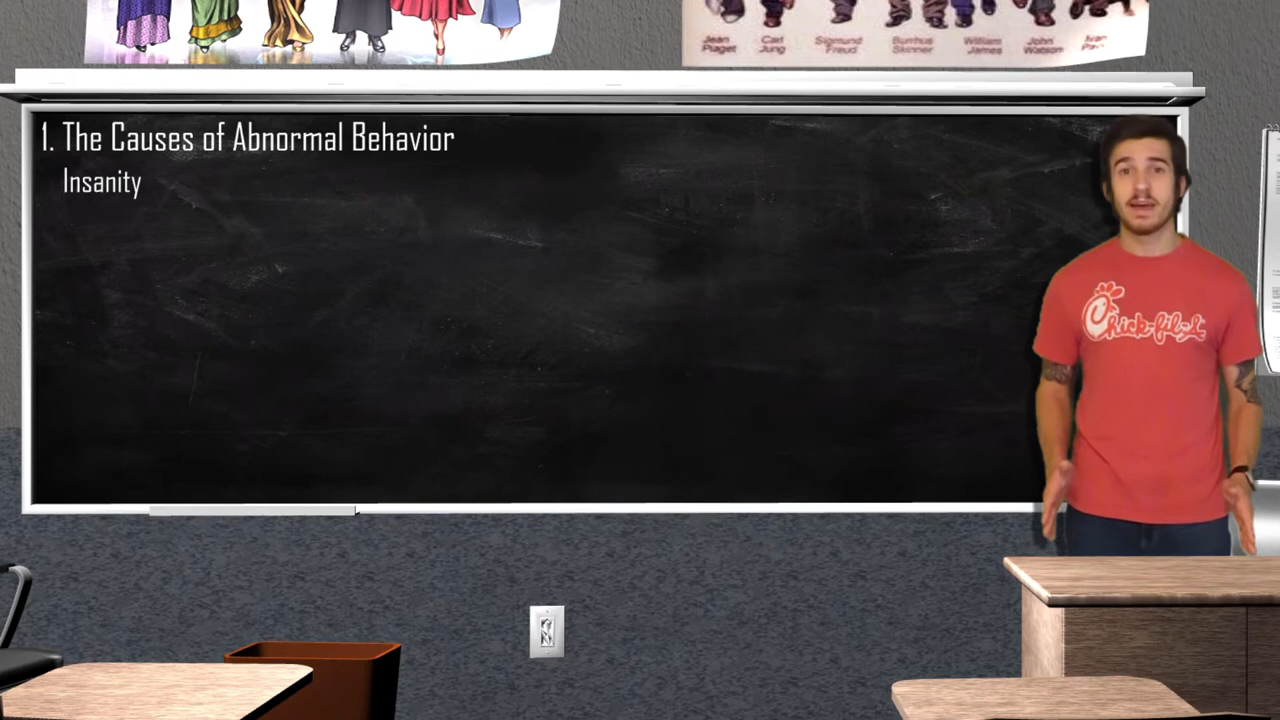 Jean Carl Sigmund Burrhus William John Ivan
Piaget Jung Freud Skinner James Watson
1. The Causes of Abnormal Behavior
Insanity
Chick-fil-A